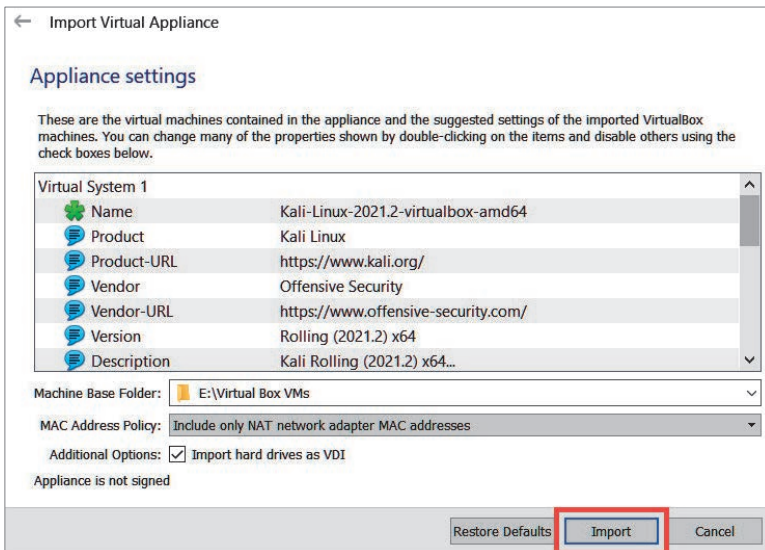 Import Virtual Appliance
Appliance settings
These are the virtual machines contained in the appliance and the suggested settings of the imported VirtualBox
machines. You can change many of the properties shown by double-clicking on the items and disable others using the
check boxes below.
Virtual System 1
Name Kali-Linux-2021.2-virtualbox-amd64
Product Kali Linux
Product-URL https://www.kali.org/
Vendor Offensive Security
Vendor-URL https://www.offensive-security.com/
Version Rolling (2021.2) x64
Description Kali Rolling (2021.2) x64...
Machine Base Folder: E:\Virtual Box VMs
MAC Address Policy: Include only NAT network adapter MAC addresses
Additional Options: Import hard drives as VDI
Appliance is not signed
Restore Defaults Import Cancel